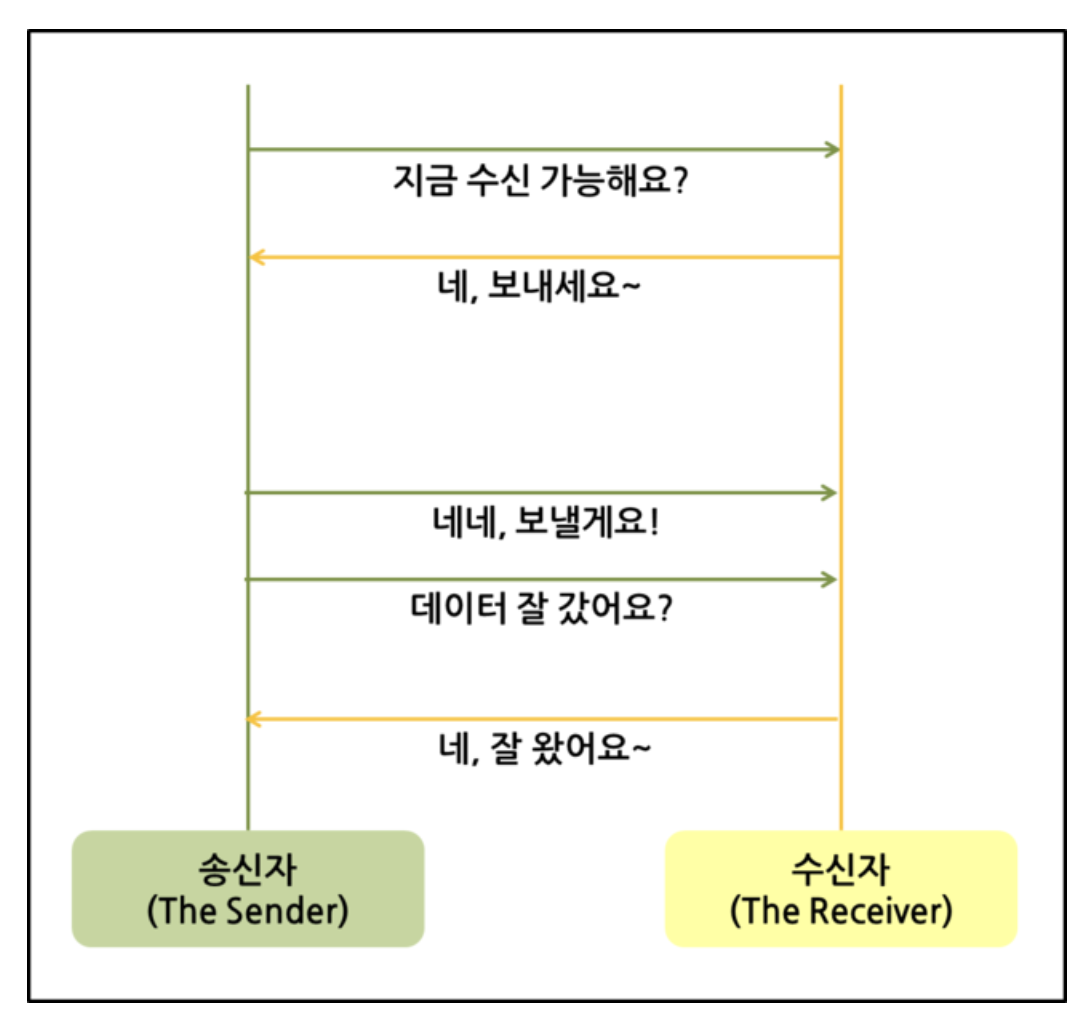 지금 수신 가능해요?
네, 보내세요~
네네, 보낼게요!
데이터 잘 갔어요?
네, 잘 왔어요~
송신자
(The Sender)
수신자
(The Receiver)